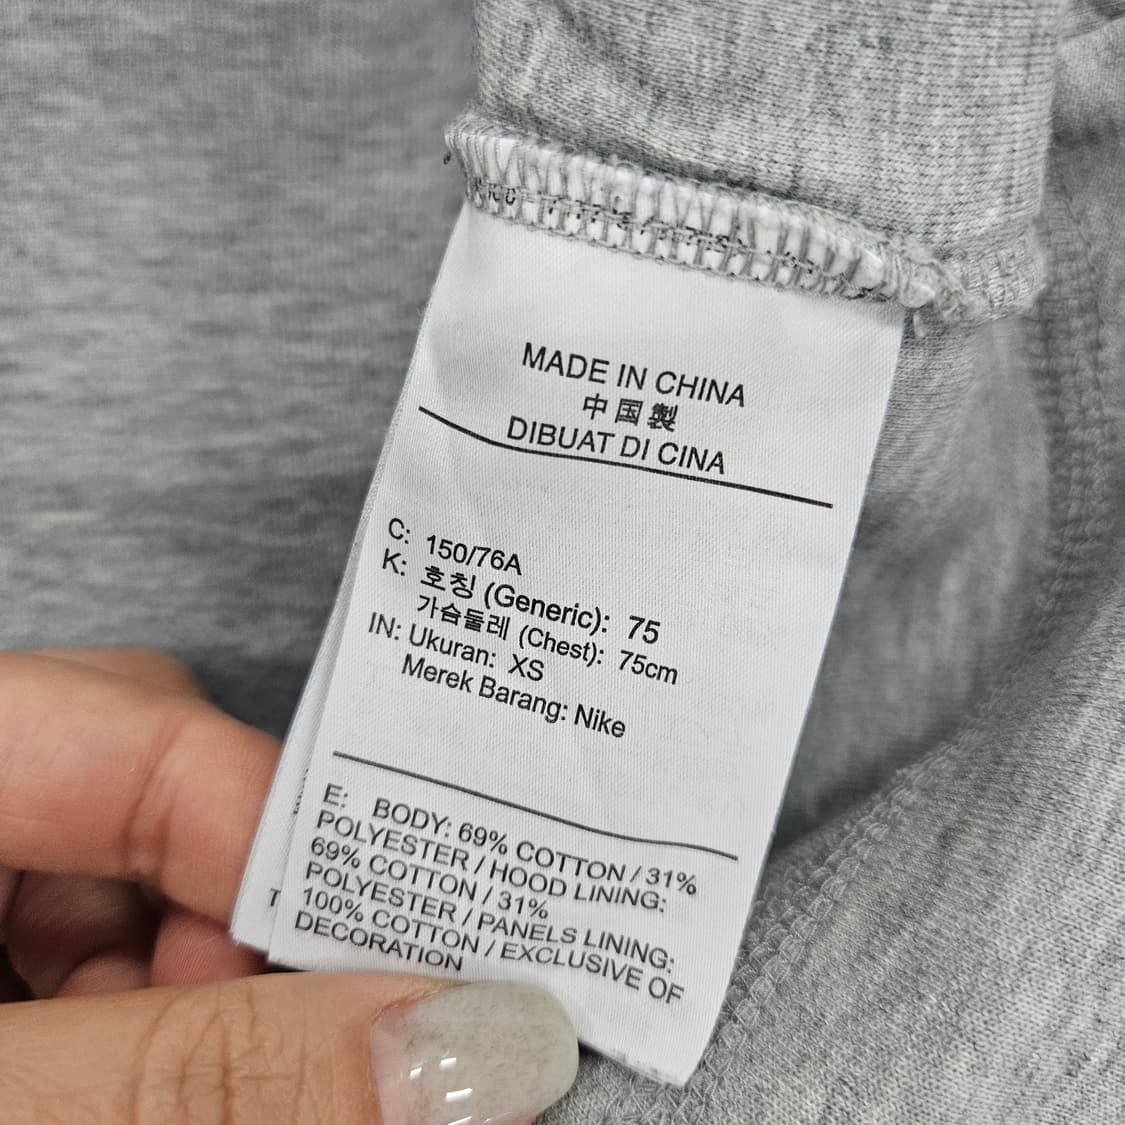 MADE IN CHINA
中国製
DIBUAT DI CINA
C: 150/76A
K: 호칭 (Generic): 75
가슴둘레 (Chest): 75cm
IN: Ukuran: XS
Merek Barang: Nike
E: BODY: 69% COTTON / 31%
POLYESTER / HOOD LINING:
69% COTTON / 31%
POLYESTER / PANELS LINING:
100% COTTON / EXCLUSIVE OF
DECORATION